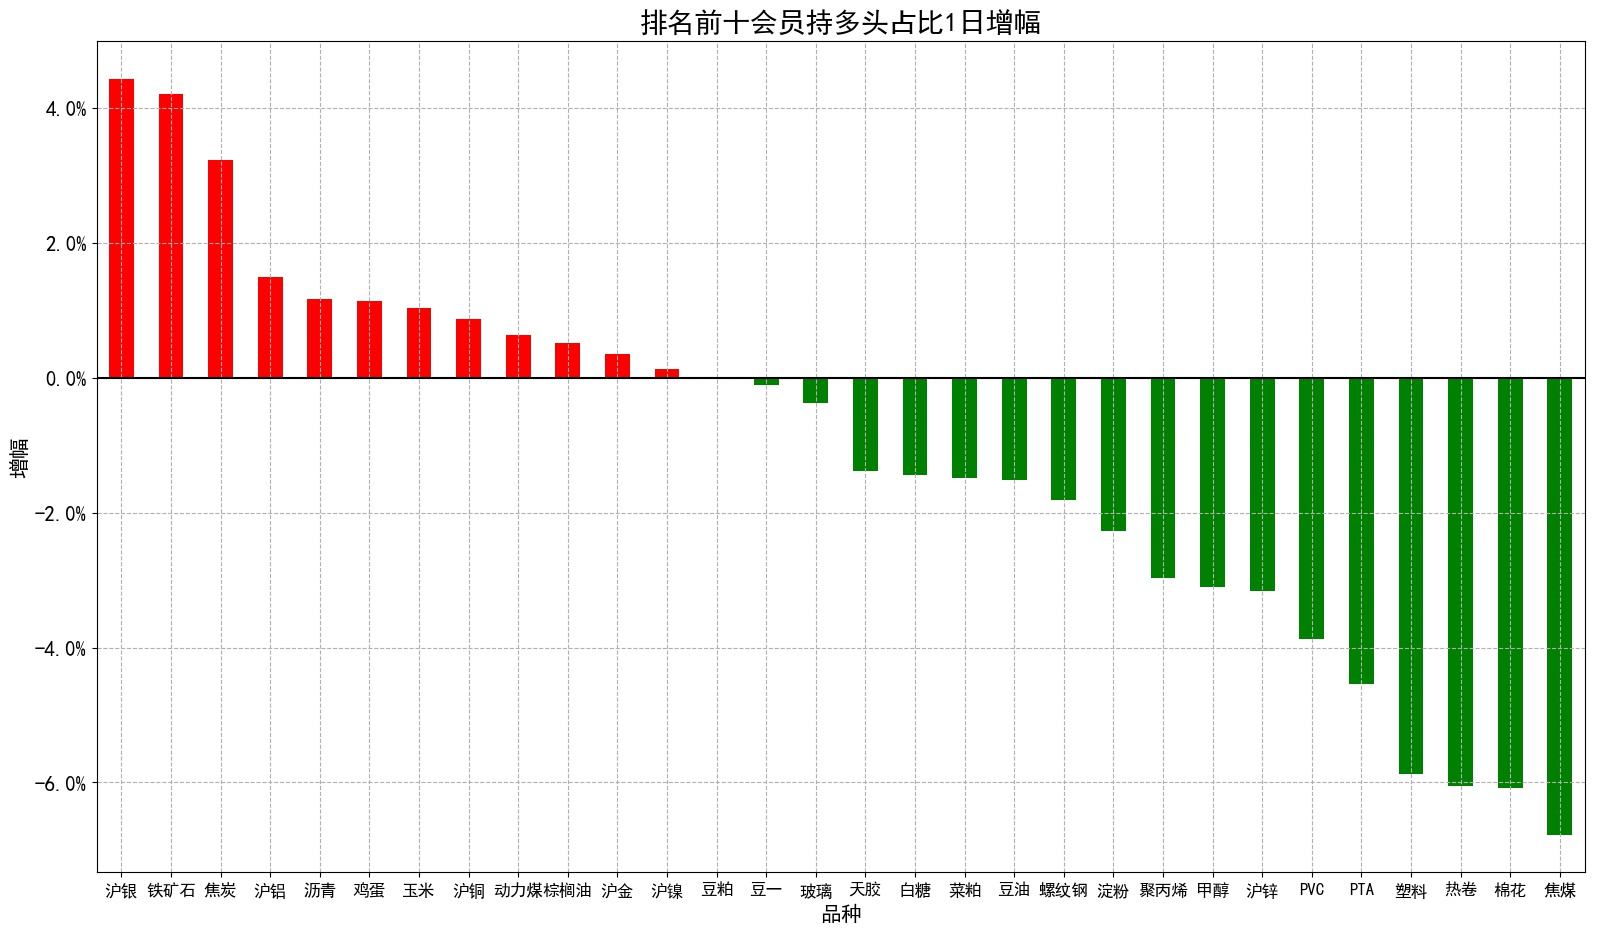 排名前十会员持多头占比1日增幅
4.0%
2.0%
0.0%
-2.0%
-4.0%
-6.0%
增幅
沪银 铁矿石 焦炭 沪铝 沥青 鸡蛋 玉米 沪铜 动力煤 棕榈油 沪金 沪镍 豆粕 豆一 玻璃 天胶 白糖 菜粕 豆油 螺纹钢 淀粉 聚丙烯 甲醇 沪锌 PVC PTA 塑料 热卷 棉花 焦煤
品种